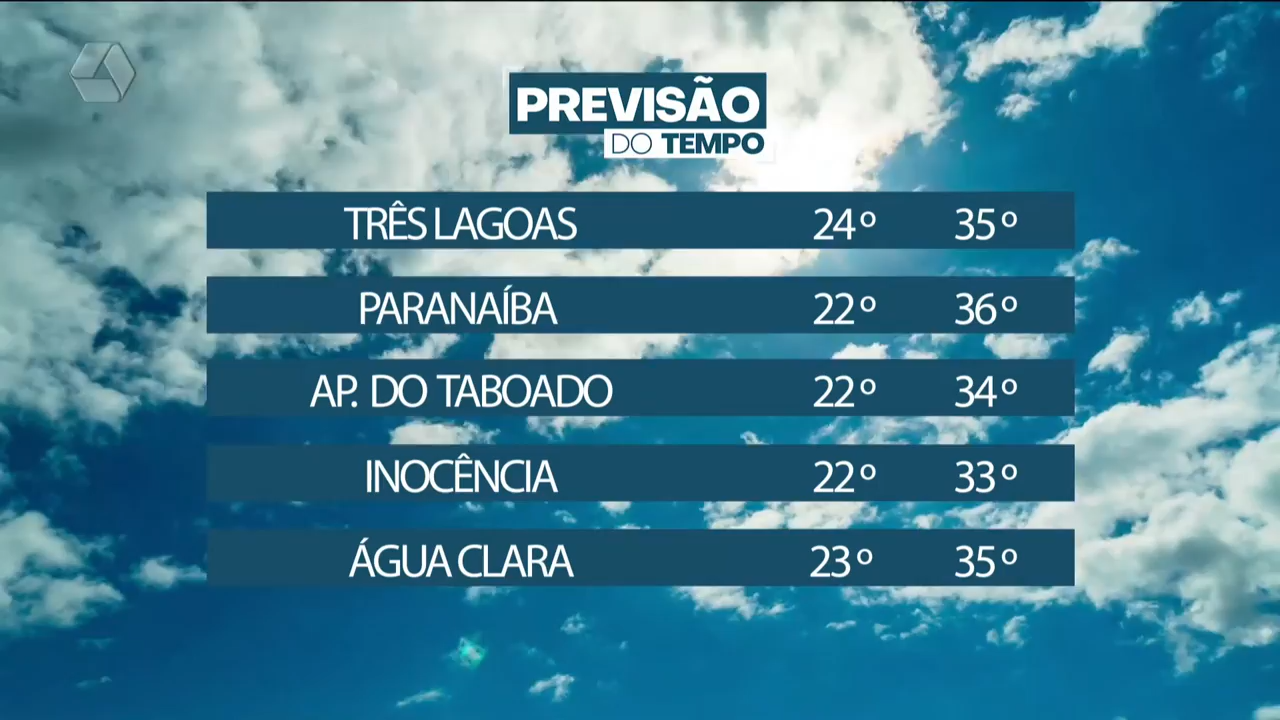 PREVISÃO
DO TEMPO
TRÊS LAGOAS 24º 35º
PARANAÍBA 22º 36º
AP. DO TABOADO 22º 34º
INOCÊNCIA 22º 33º
ÁGUA CLARA 23º 35º